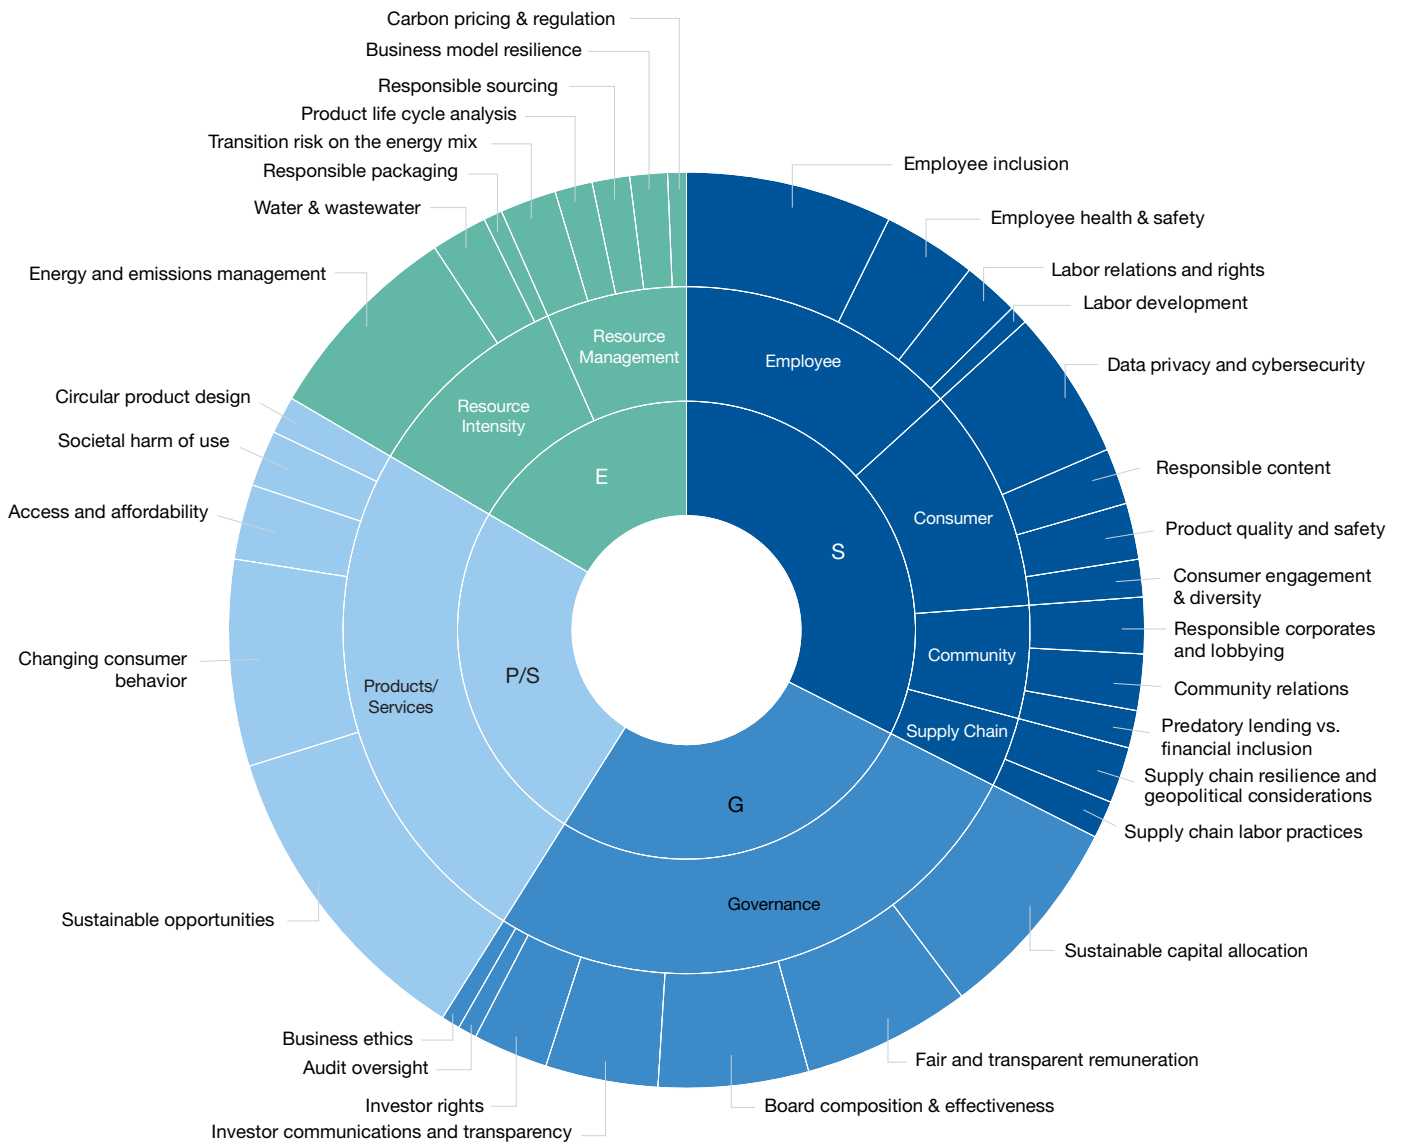 Carbon pricing & regulation
Business model resilience
Responsible sourcing
Product life cycle analysis
Transition risk on the energy mix
Responsible packaging
Water & wastewater
Energy and emissions management
Circular product design
Societal harm of use
Access and affordability
Changing consumer
behavior
Sustainable opportunities
Business ethics
Audit oversight
Investor rights
Investor communications and transparency
Employee inclusion
Employee health & safety
Labor relations and rights
Labor development
Data privacy and cybersecurity
Responsible content
Product quality and safety
Consumer engagement
& diversity
Responsible corporates
and lobbying
Community relations
Predatory lending vs.
financial inclusion
Supply chain resilience and
geopolitical considerations
Supply chain labor practices
Sustainable capital allocation
Fair and transparent remuneration
Board composition & effectiveness
Resource
Management
Resource
Intensity
Employee
Consumer
Community
Supply Chain
Governance
Products/
Services
E
S
G
P/S